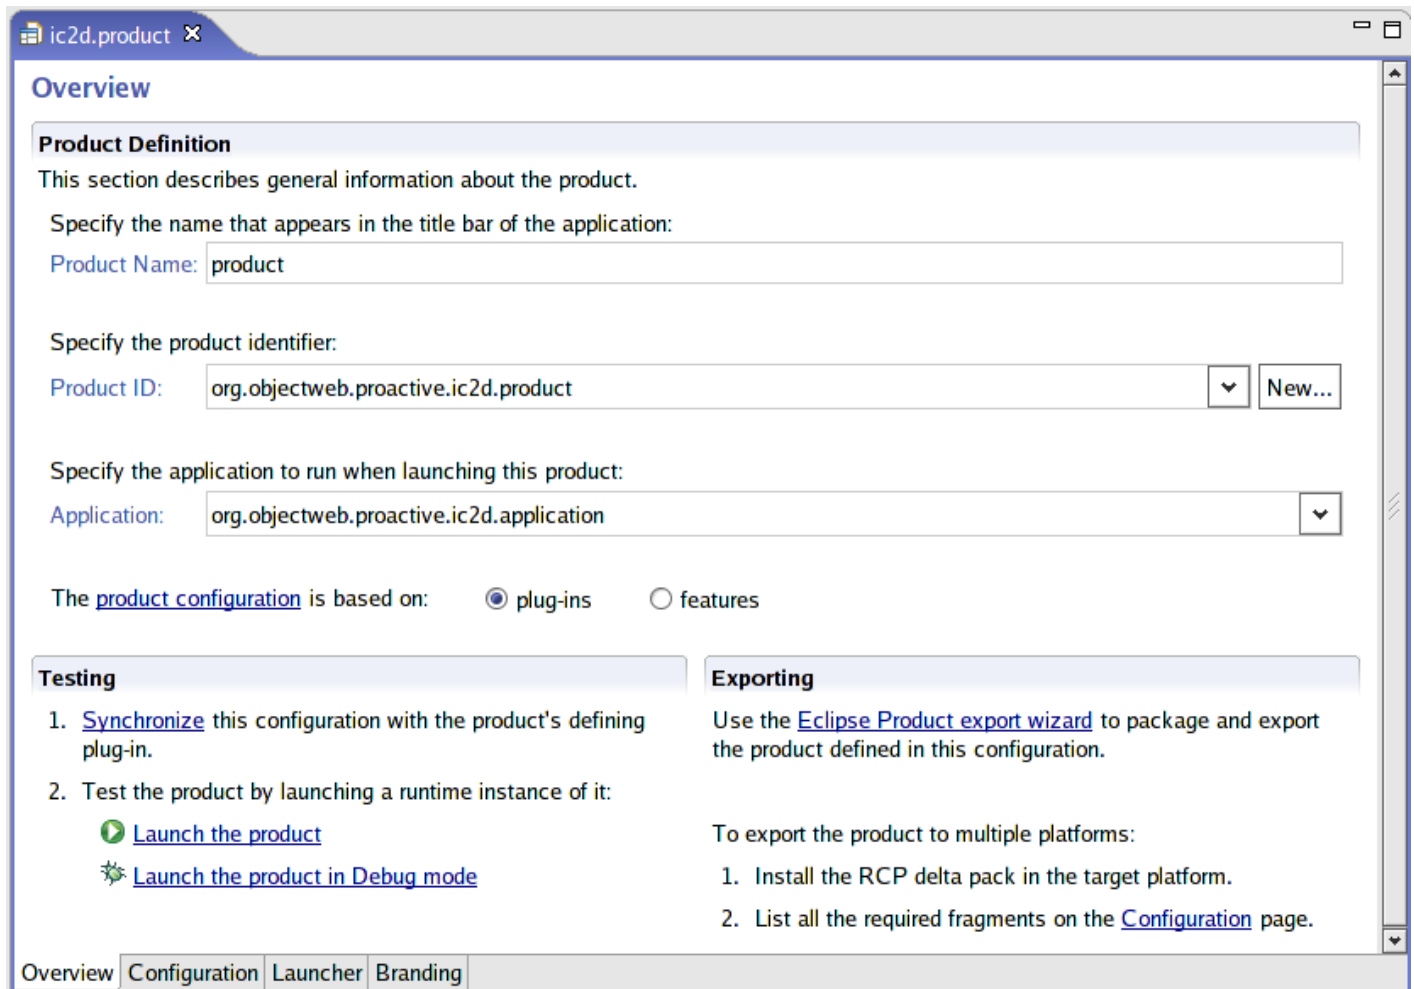 ic2d.product
Overview
Product Definition
This section describes general information about the product.
Specify the name that appears in the title bar of the application:
Product Name: product
Specify the product identifier:
Product ID: org.objectweb.proactive.ic2d.product New...
Specify the application to run when launching this product:
Application: org.objectweb.proactive.ic2d.application
The product configuration is based on: plug-ins features
Testing
1. Synchronize this configuration with the product's defining
plug-in.
2. Test the product by launching a runtime instance of it:
Launch the product
Launch the product in Debug mode
Exporting
Use the Eclipse Product export wizard to package and export
the product defined in this configuration.
To export the product to multiple platforms:
1. Install the RCP delta pack in the target platform.
2. List all the required fragments on the Configuration page.
Overview Configuration Launcher Branding